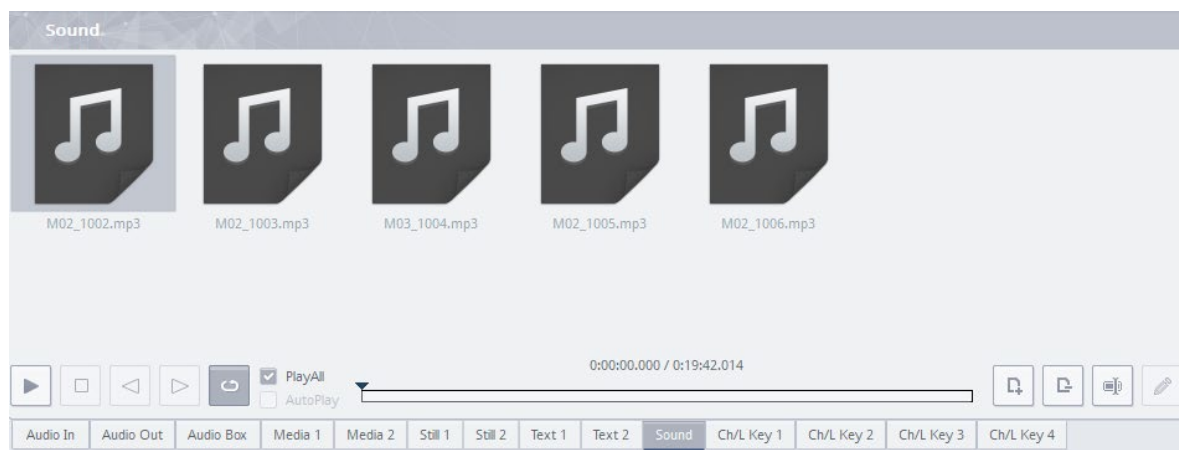 Sound
M02_1002.mp3 M02_1003.mp3 M03_1004.mp3 M02_1005.mp3 M02_1006.mp3
0:00:00.000 / 0:19:42.014
PlayAll
AutoPlay
Audio In Audio Out Audio Box Media 1 Media 2 Still 1 Still 2 Text 1 Text 2 Sound Ch/L Key 1 Ch/L Key 2 Ch/L Key 3 Ch/L Key 4